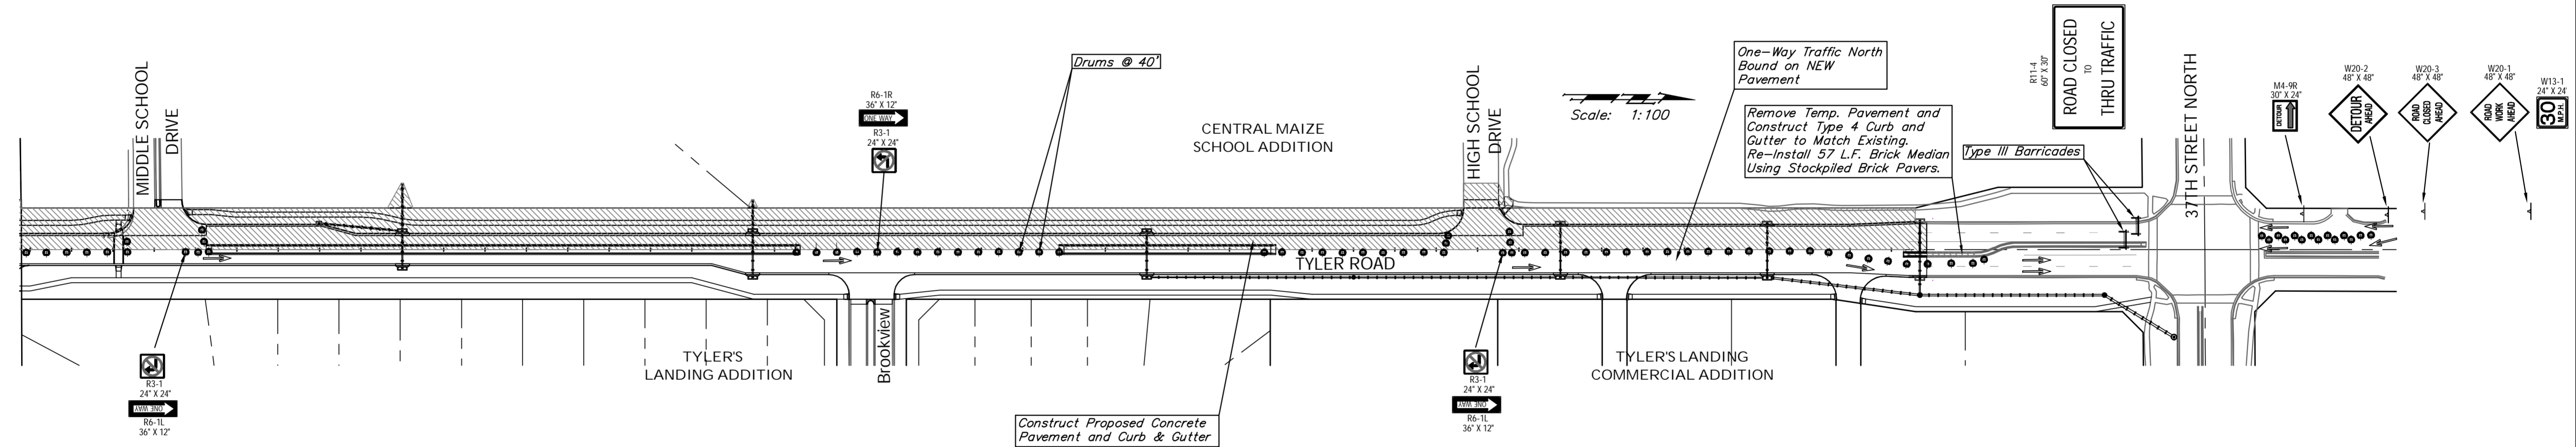 MIDDLE SCHOOL
DRIVE
R6-1R
36" X 12"
ONE WAY
R3-1
24" X 24"
Drums @ 40'
CENTRAL MAIZE
SCHOOL ADDITION
HIGH SCHOOL
DRIVE
Scale: 1:100
One-Way Traffic North
Bound on NEW
Pavement
Remove Temp. Pavement and
Construct Type 4 Curb and
Gutter to Match Existing.
Re-Install 57 L.F. Brick Median
Using Stockpiled Brick Pavers.
Type III Barricades
R11-4
60" X 30"
ROAD CLOSED
TO
THRU TRAFFIC
37TH STREET NORTH
M4-9R
30" X 24"
DETOUR
W20-2
48" X 48"
DETOUR
AHEAD
W20-3
48" X 48"
ROAD
CLOSED
AHEAD
W20-1
48" X 48"
ROAD
WORK
AHEAD
W13-1
24" X 24'
30
M.P.H.
TYLER ROAD
R3-1
24" X 24"
ONE WAY
R6-1L
36" X 12"
TYLER'S
LANDING ADDITION
Brookview
Construct Proposed Concrete
Pavement and Curb & Gutter
R3-1
24" X 24"
ONE WAY
R6-1L
36" X 12"
TYLER'S LANDING
COMMERCIAL ADDITION